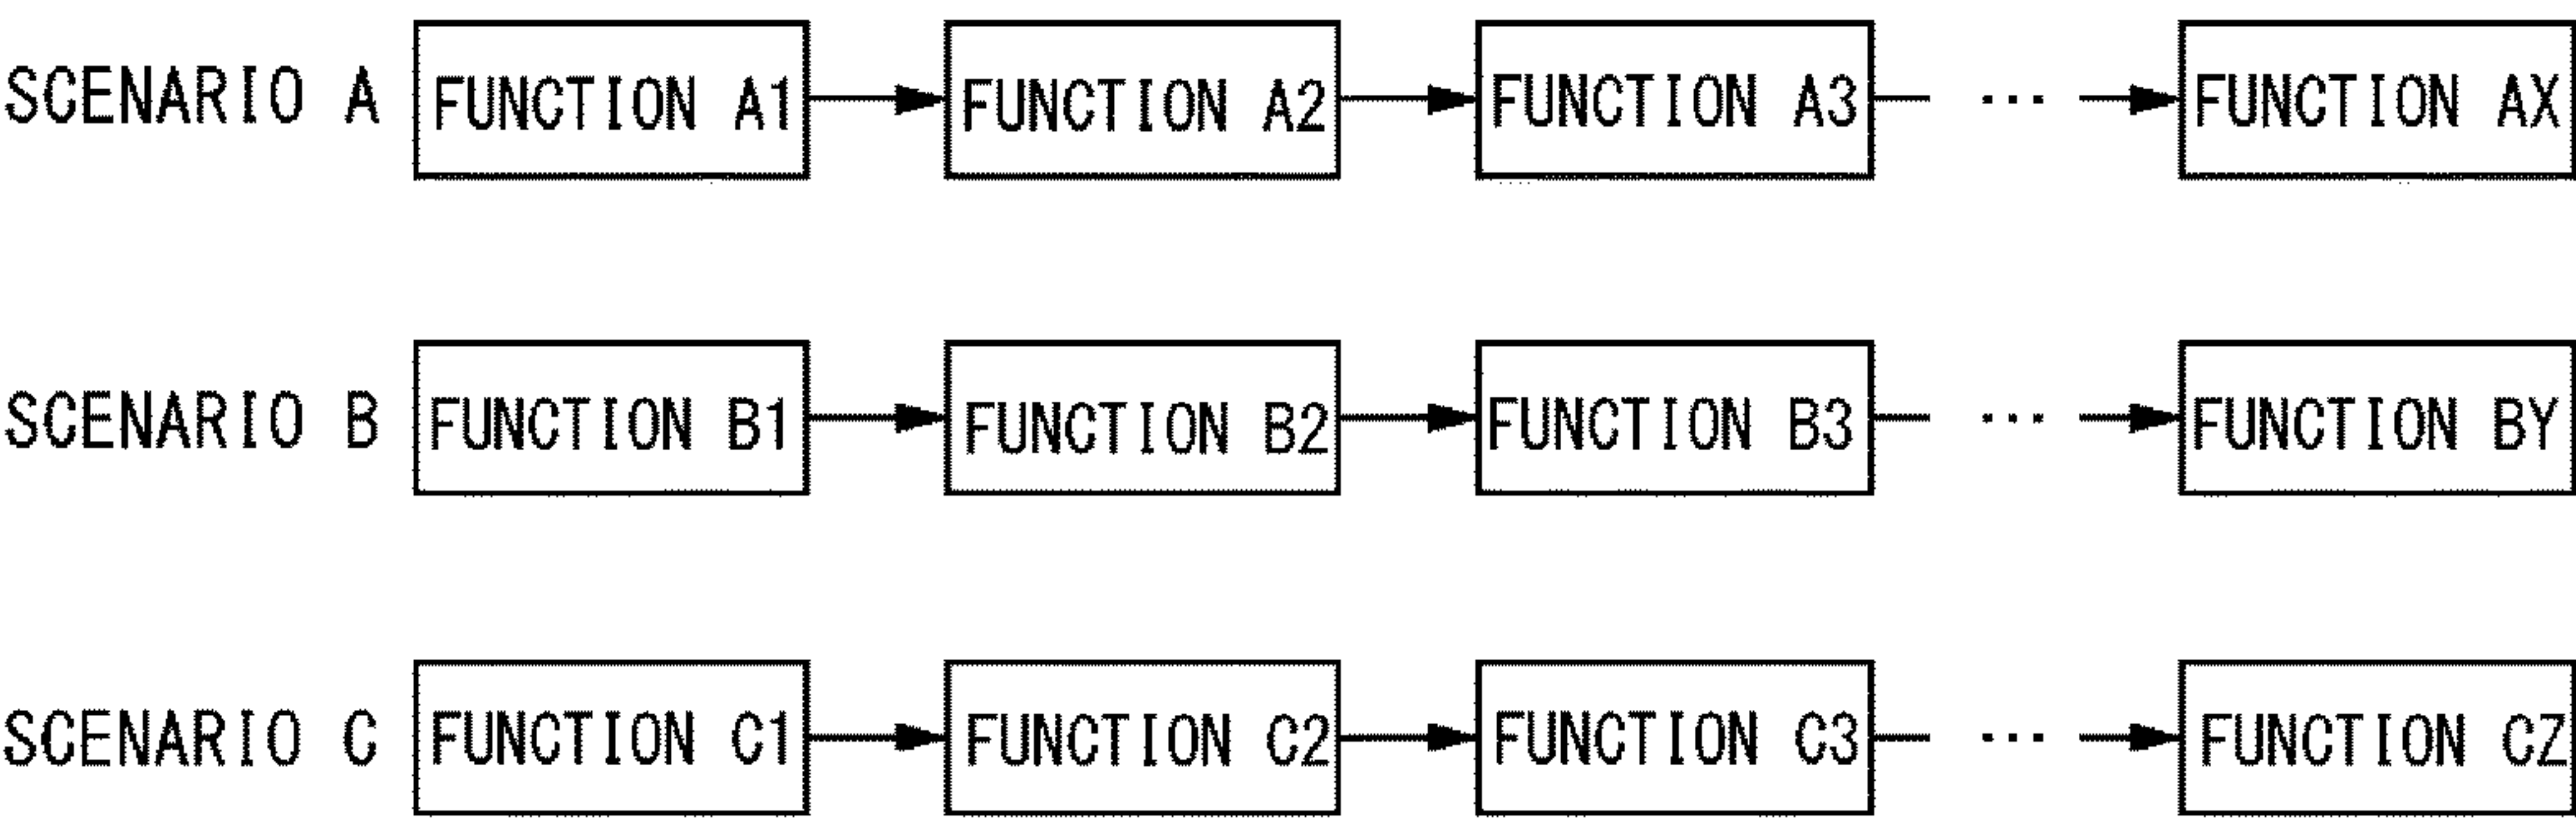 SCENARIO A FUNCTION A1 FUNCTION A2 FUNCTION A3 ... FUNCTION AX
SCENARIO B FUNCTION B1 FUNCTION B2 FUNCTION B3 ... FUNCTION BY
SCENARIO C FUNCTION C1 FUNCTION C2 FUNCTION C3 ... FUNCTION CZ